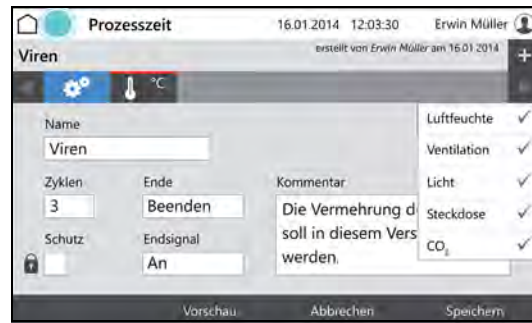 Prozesszeit 16.01.2014 12:03:30 Erwin Müller
Viren erstellt von Erwin Müller am 16.01.2014 +
°C
Luftfeuchte ✓
Name
Viren
Ventilation ✓
Zyklen Ende Kommentar Licht ✓
3 Beenden Die Vermehrung d
Steckdose ✓
Schutz Endsignal soll in diesem Vers
CO₂ ✓
An werden.
Vorschau Abbrechen Speichern